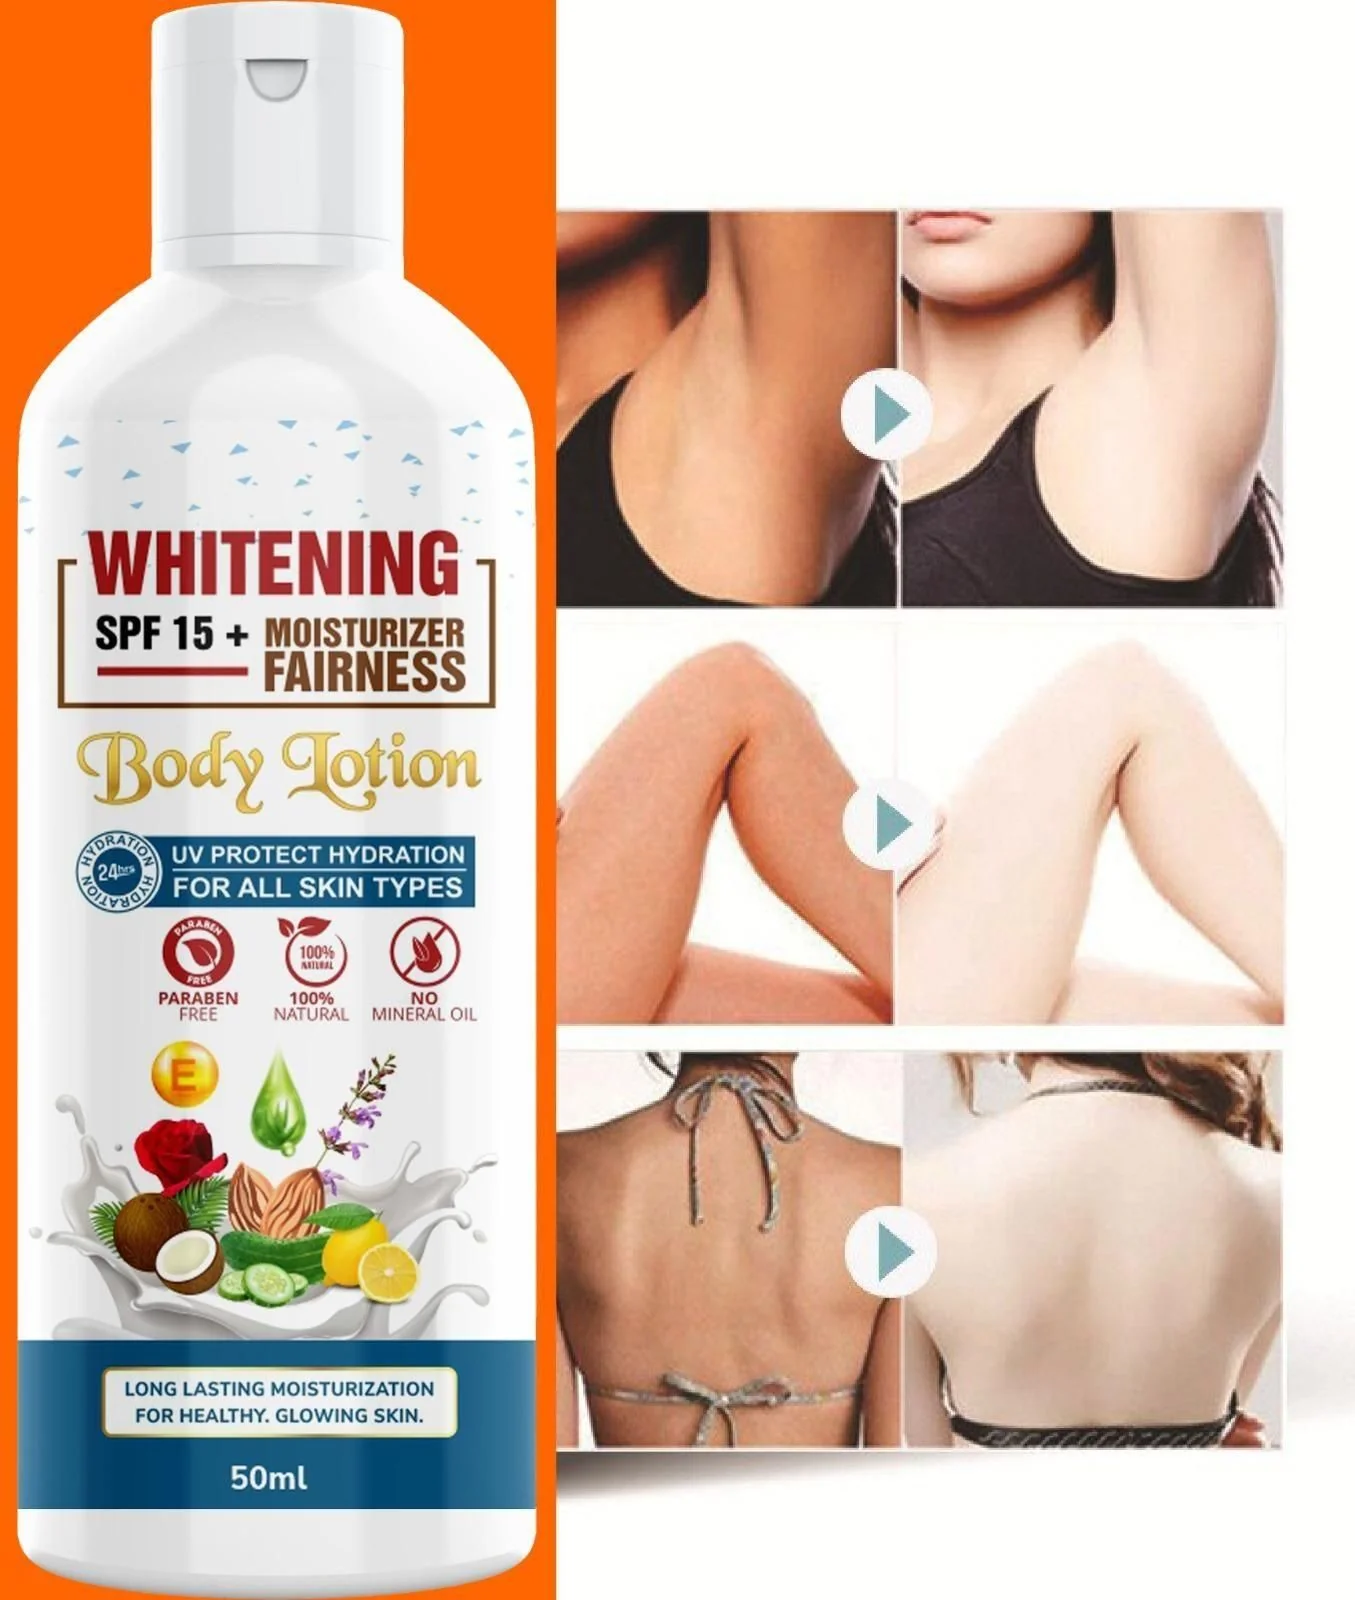 WHITENING
SPF 15 + MOISTURIZER
FAIRNESS
Body Lotion
HYDRATION 24hrs HYDRATION
UV PROTECT HYDRATION
FOR ALL SKIN TYPES
PARABEN
FREE
100%
NATURAL
PARABEN
FREE
100%
NATURAL
NO
MINERAL OIL
E
LONG LASTING MOISTURIZATION
FOR HEALTHY. GLOWING SKIN.
50ml